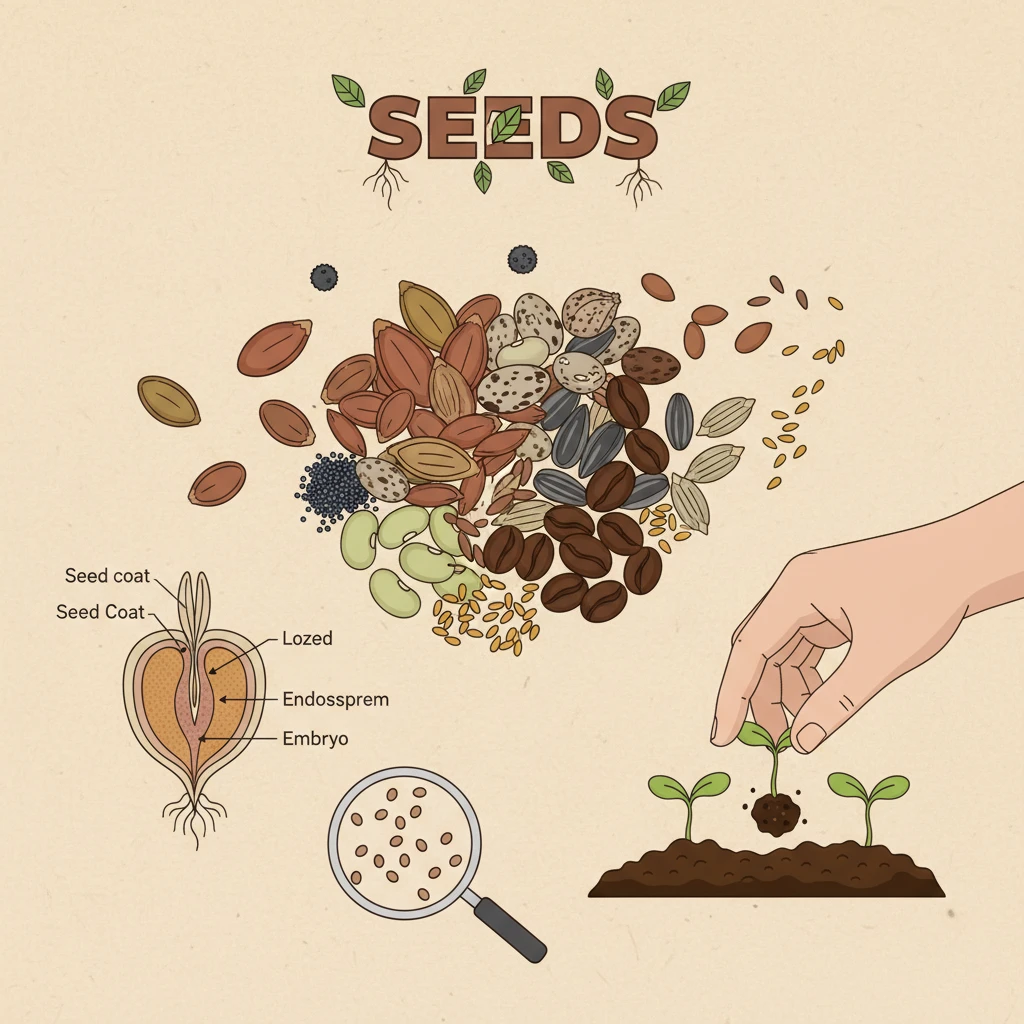 SEEDS
Seed coat
Seed Coat
Lozed
Endossprem
Embryo